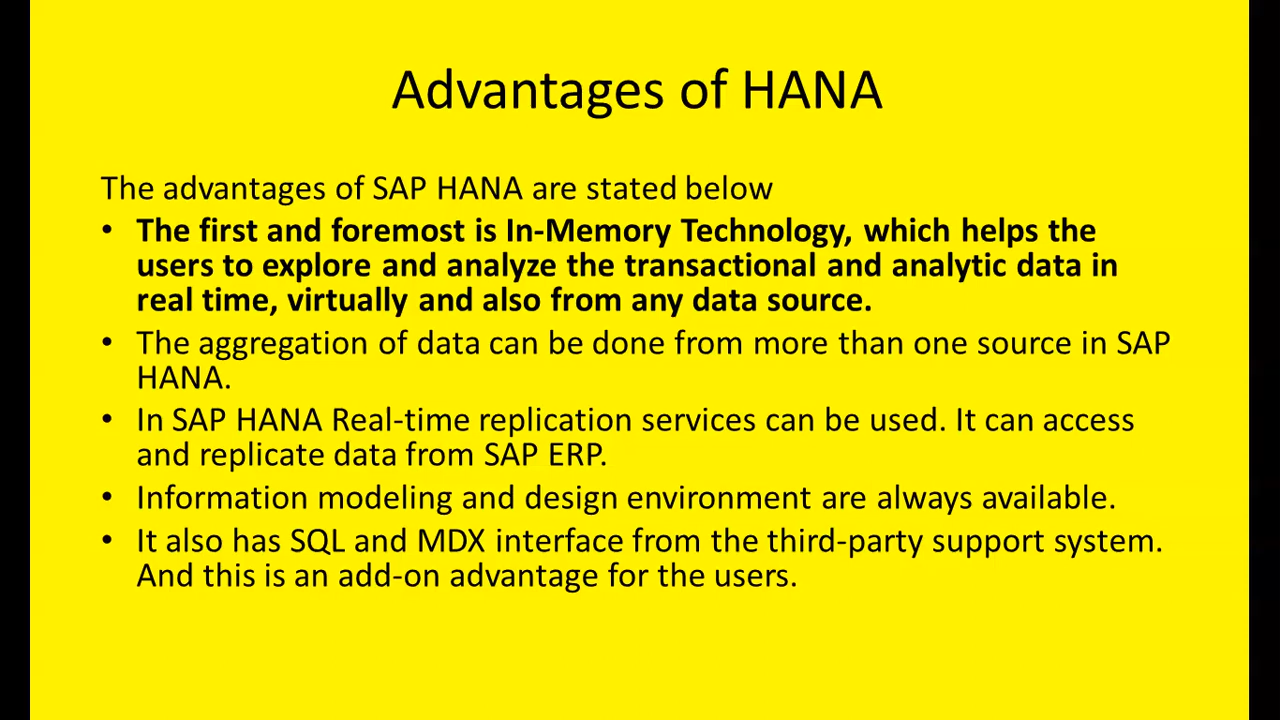 Advantages of HANA
The advantages of SAP HANA are stated below
• The first and foremost is In-Memory Technology, which helps the
users to explore and analyze the transactional and analytic data in
real time, virtually and also from any data source.
• The aggregation of data can be done from more than one source in SAP
HANA.
• In SAP HANA Real-time replication services can be used. It can access
and replicate data from SAP ERP.
• Information modeling and design environment are always available.
• It also has SQL and MDX interface from the third-party support system.
And this is an add-on advantage for the users.